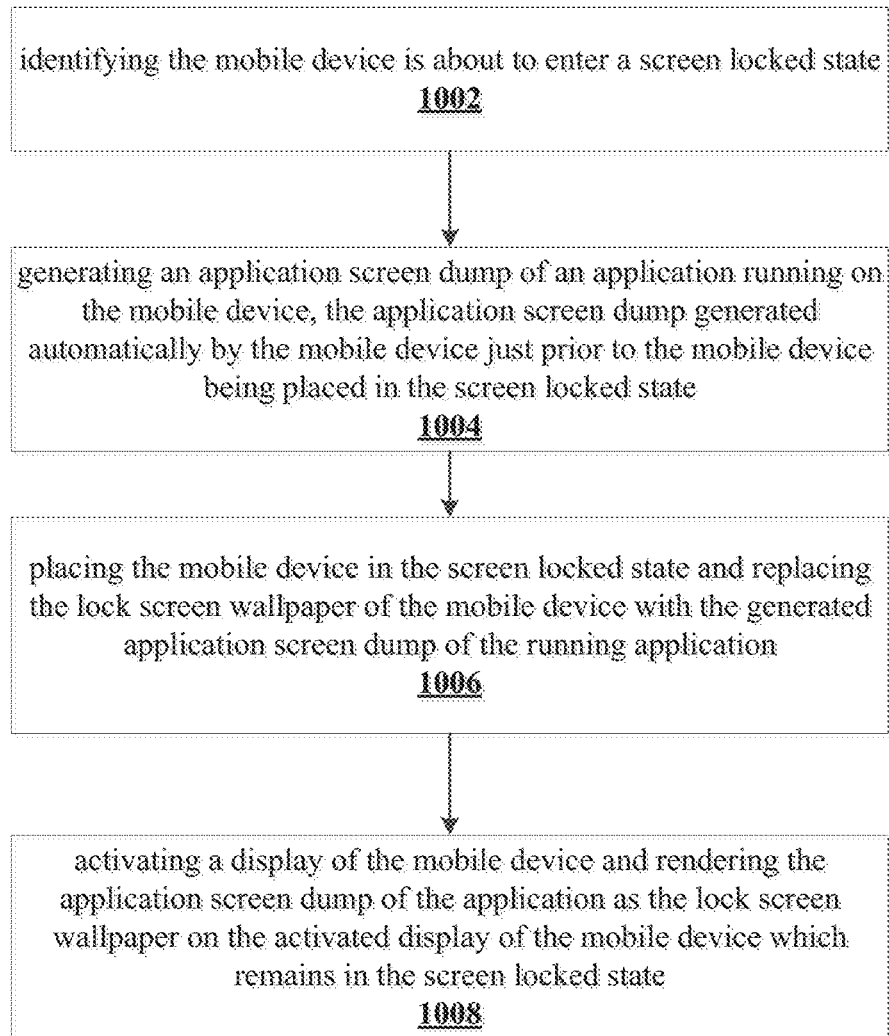 identifying the mobile device is about to enter a screen locked state
1002
generating an application screen dump of an application running on
the mobile device, the application screen dump generated
automatically by the mobile device just prior to the mobile device
being placed in the screen locked state
1004
placing the mobile device in the screen locked state and replacing
the lock screen wallpaper of the mobile device with the generated
application screen dump of the running application
1006
activating a display of the mobile device and rendering the
application screen dump of the application as the lock screen
wallpaper on the activated display of the mobile device which
remains in the screen locked state
1008